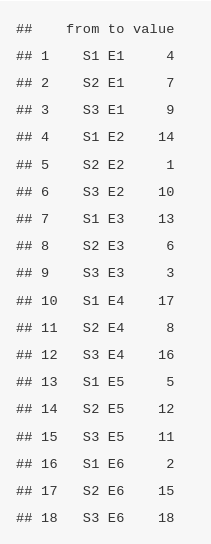 ##    from to value
## 1    S1 E1     4
## 2    S2 E1     7
## 3    S3 E1     9
## 4    S1 E2    14
## 5    S2 E2     1
## 6    S3 E2    10
## 7    S1 E3    13
## 8    S2 E3     6
## 9    S3 E3     3
## 10   S1 E4    17
## 11   S2 E4     8
## 12   S3 E4    16
## 13   S1 E5     5
## 14   S2 E5    12
## 15   S3 E5    11
## 16   S1 E6     2
## 17   S2 E6    15
## 18   S3 E6    18